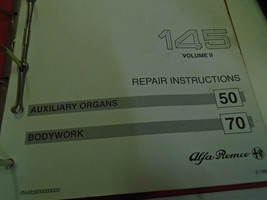 145
VOLUME II
REPAIR INSTRUCTIONS
AUXILIARY ORGANS 50
BODYWORK 70
Alfa Romeo